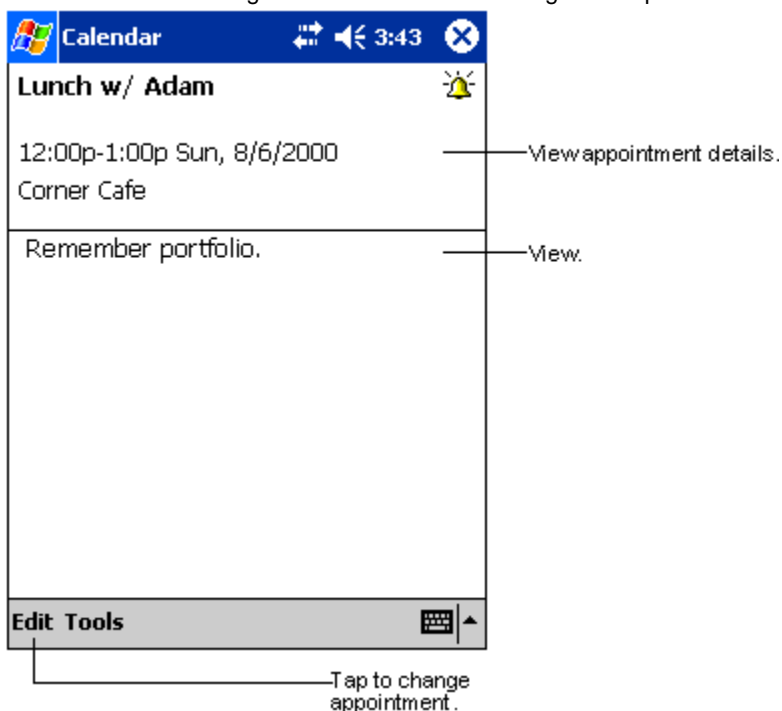 Calendar 3:43
Lunch w/ Adam
12:00p-1:00p Sun, 8/6/2000
View appointment details.
Corner Cafe
Remember portfolio.
View.
Edit Tools
Tap to change
appointment.